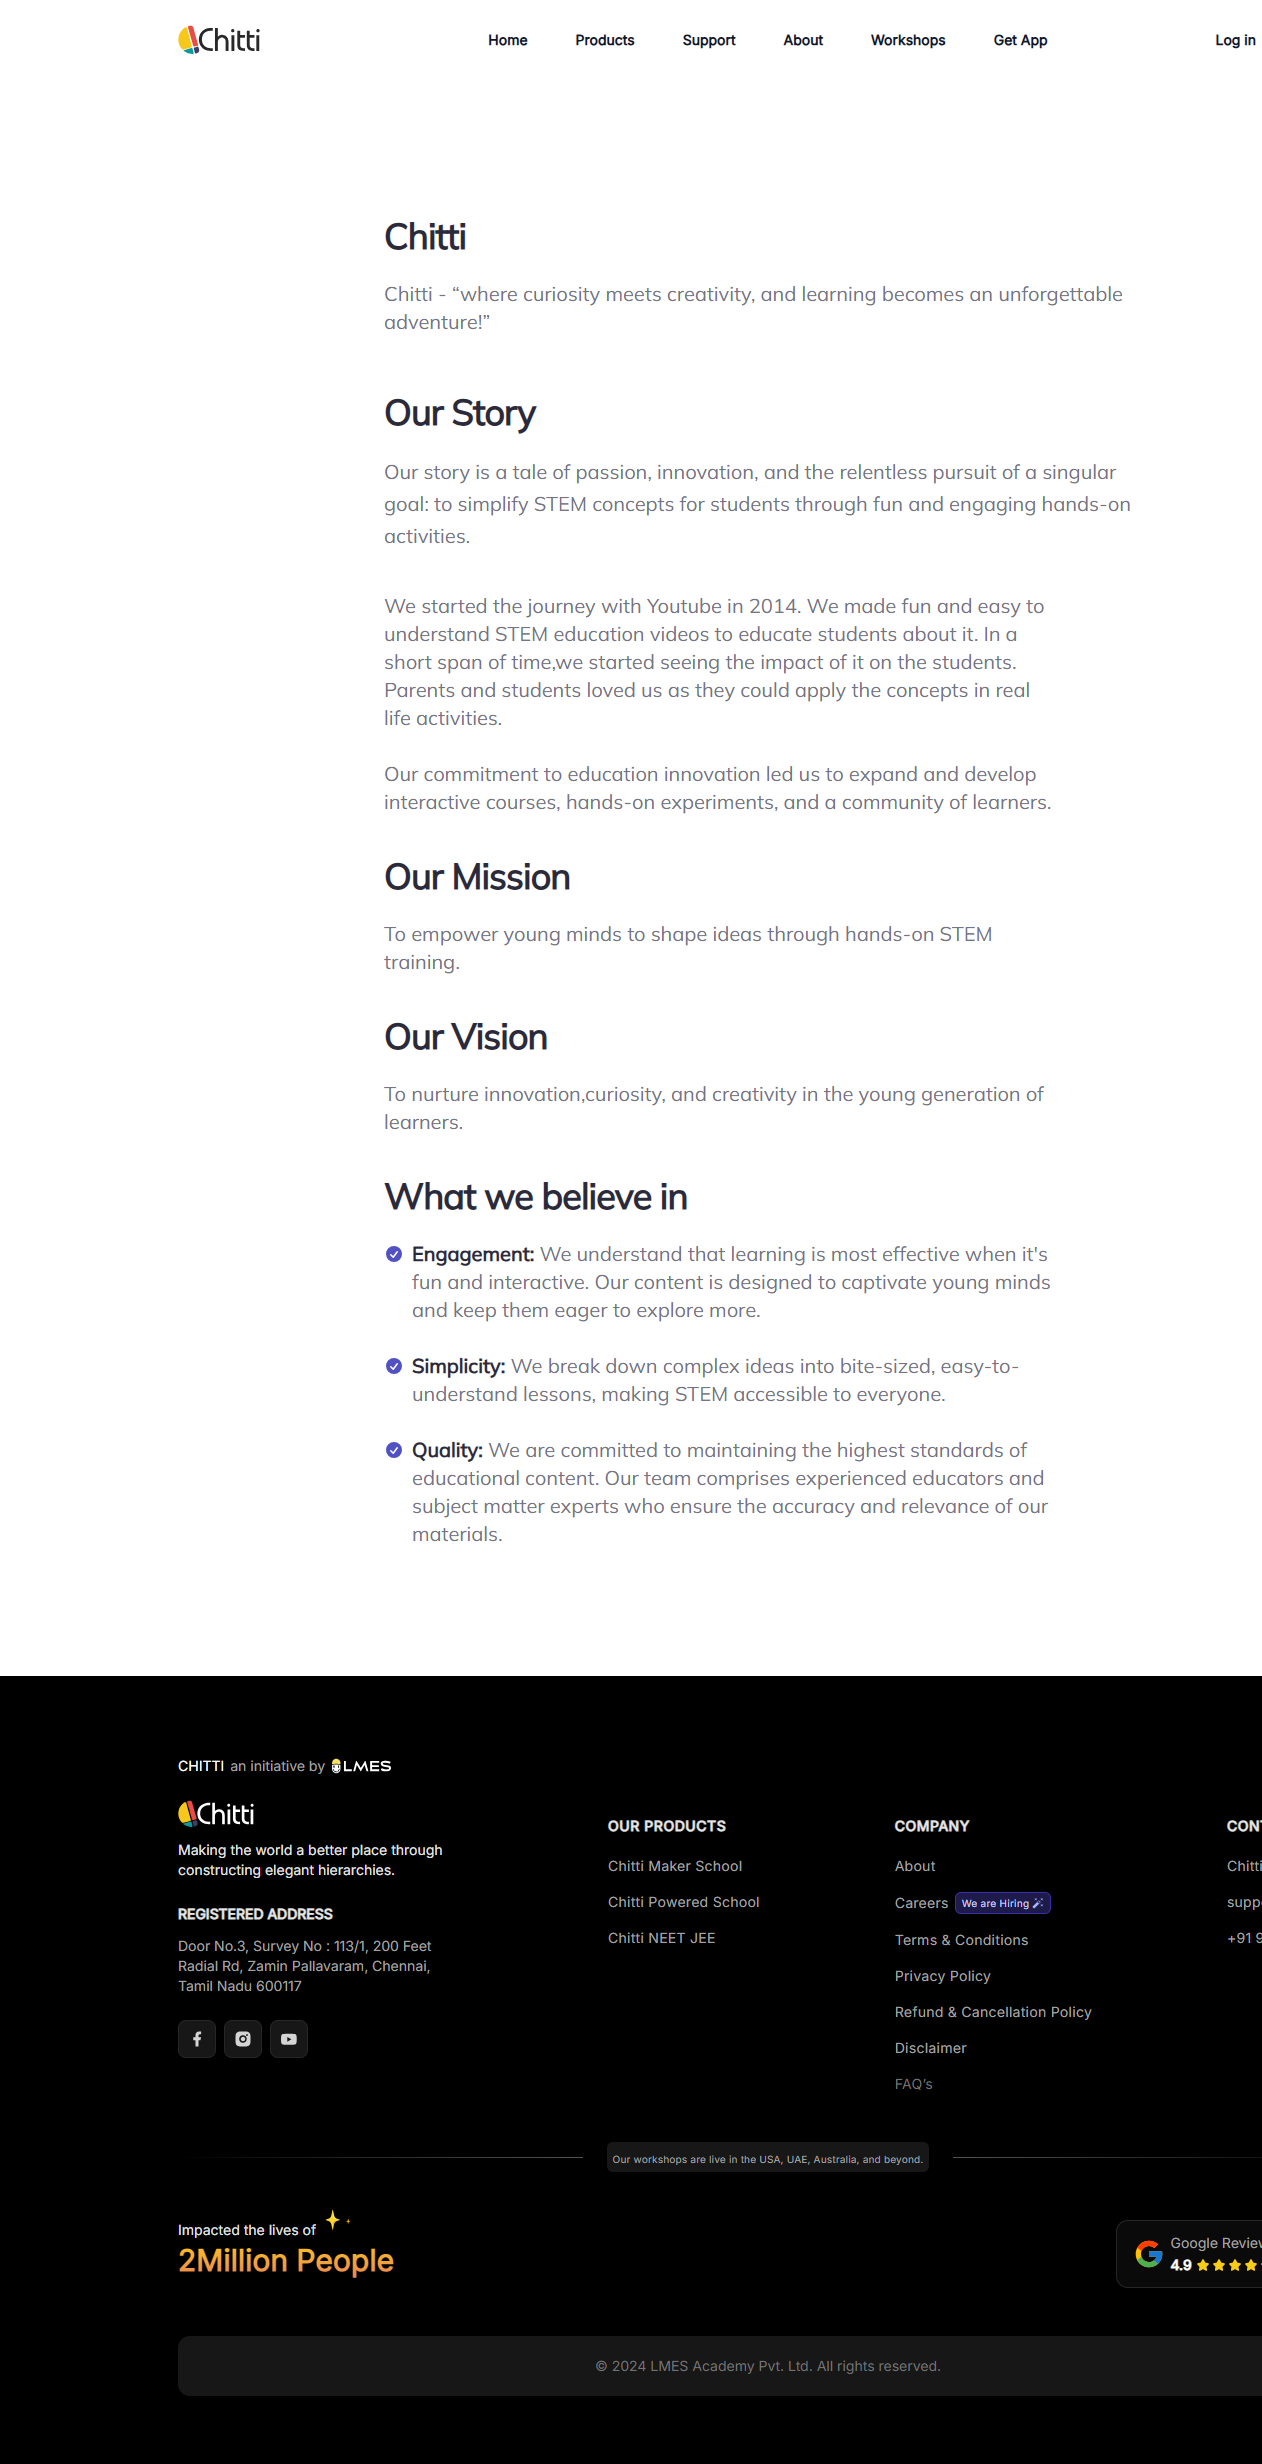 Chitti
Home Products Support About Workshops Get App Log in
Chitti
Chitti - “where curiosity meets creativity, and learning becomes an unforgettable
adventure!”
Our Story
Our story is a tale of passion, innovation, and the relentless pursuit of a singular
goal: to simplify STEM concepts for students through fun and engaging hands-on
activities.
We started the journey with Youtube in 2014. We made fun and easy to
understand STEM education videos to educate students about it. In a
short span of time,we started seeing the impact of it on the students.
Parents and students loved us as they could apply the concepts in real
life activities.
Our commitment to education innovation led us to expand and develop
interactive courses, hands-on experiments, and a community of learners.
Our Mission
To empower young minds to shape ideas through hands-on STEM
training.
Our Vision
To nurture innovation,curiosity, and creativity in the young generation of
learners.
What we believe in
Engagement: We understand that learning is most effective when it's
fun and interactive. Our content is designed to captivate young minds
and keep them eager to explore more.
Simplicity: We break down complex ideas into bite-sized, easy-to-
understand lessons, making STEM accessible to everyone.
Quality: We are committed to maintaining the highest standards of
educational content. Our team comprises experienced educators and
subject matter experts who ensure the accuracy and relevance of our
materials.
CHITTI an initiative by LMES
Chitti
Making the world a better place through
constructing elegant hierarchies.
REGISTERED ADDRESS
Door No.3, Survey No : 113/1, 200 Feet
Radial Rd, Zamin Pallavaram, Chennai,
Tamil Nadu 600117
OUR PRODUCTS
Chitti Maker School
Chitti Powered School
Chitti NEET JEE
COMPANY
About
Careers We are Hiring
Terms & Conditions
Privacy Policy
Refund & Cancellation Policy
Disclaimer
FAQ’s
Chitti
+91 9
Our workshops are live in the USA, UAE, Australia, and beyond.
Impacted the lives of
2Million People
Google
4.9
© 2024 LMES Academy Pvt. Ltd. All rights reserved.